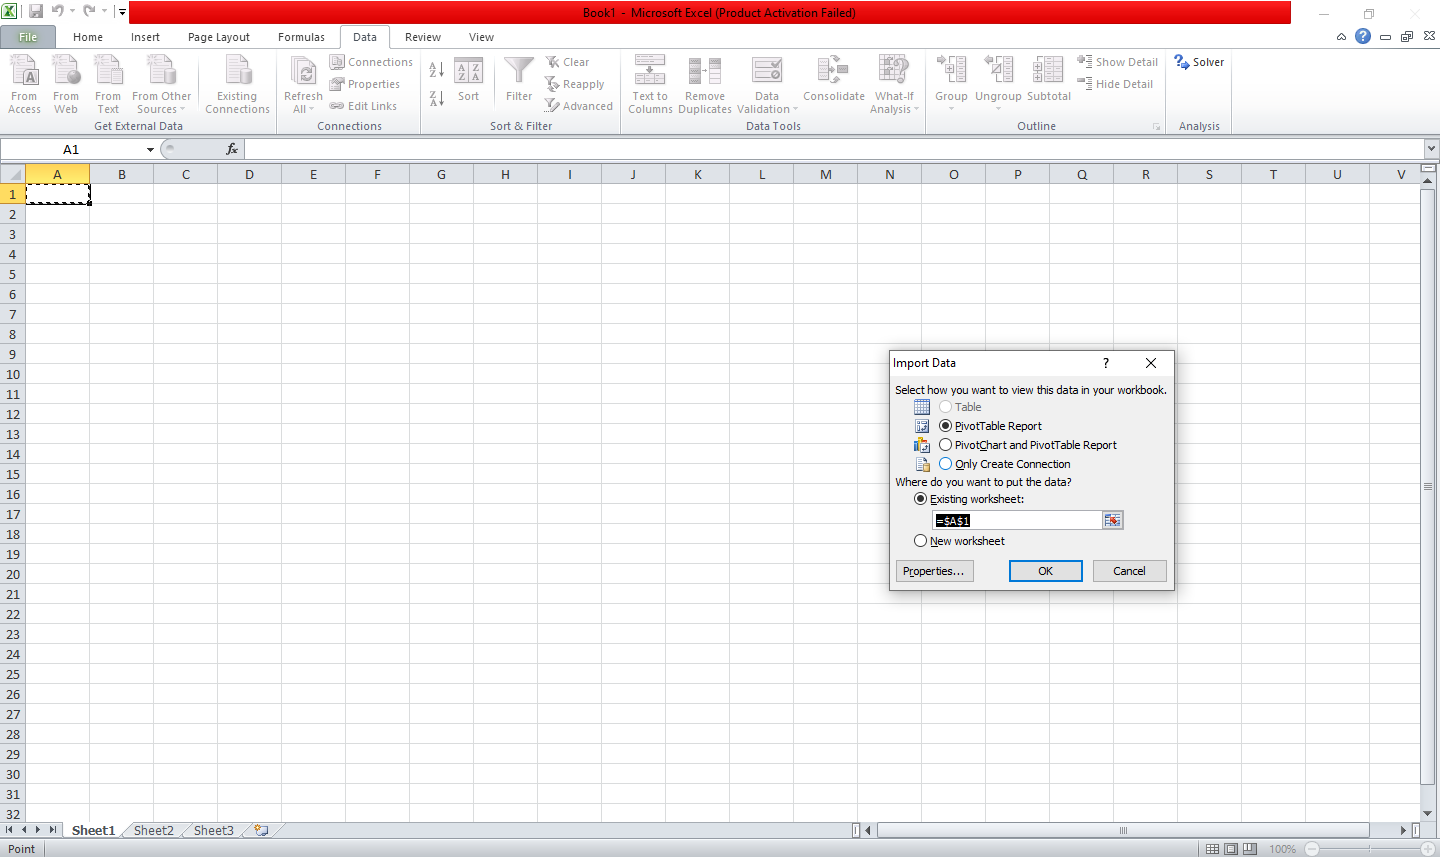 Book1 - Microsoft Excel (Product Activation Failed)
File Home Insert Page Layout Formulas Data Review View
From Access
From Web
From Text
From Other Sources
Existing Connections
Get External Data
Refresh All
Connections
Properties
Edit Links
Connections
Sort
Filter
Clear
Reapply
Advanced
Sort & Filter
Text to Columns
Remove Duplicates
Data Validation
Consolidate
What-If Analysis
Data Tools
Group
Ungroup
Subtotal
Show Detail
Hide Detail
Outline
Solver
Analysis
A1 fx
A B C D E F G H I J K L M N O P Q R S T U V
1
2
3
4
5
6
7
8
9
10
11
12
13
14
15
16
17
18
19
20
21
22
23
24
25
26
27
28
29
30
31
32
Import Data ?
Select how you want to view this data in your workbook.
Table
PivotTable Report
PivotChart and PivotTable Report
Only Create Connection
Where do you want to put the data?
Existing worksheet:
=$A$1
New worksheet
Properties... OK Cancel
Sheet1 Sheet2 Sheet3
Point 100%